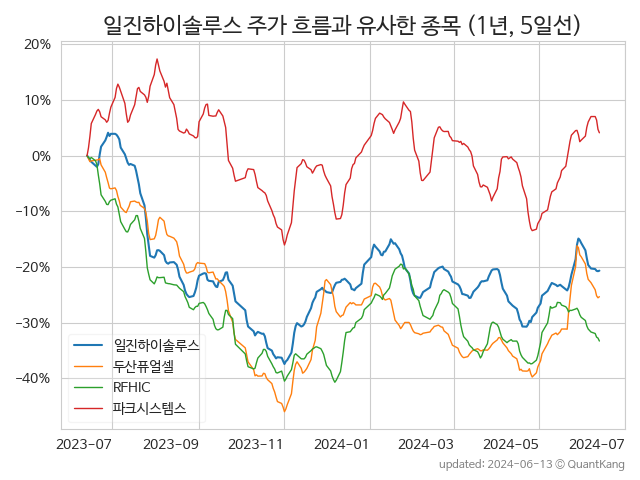 일진하이솔루스 주가 흐름과 유사한 종목 (1년, 5일선)
20%
10%
0%
−10%
−20%
−30%
−40%
일진하이솔루스
두산퓨얼셀
RFHIC
파크시스템스
2023-07 2023-09 2023-11 2024-01 2024-03 2024-05 2024-07
updated: 2024-06-13 © QuantKang